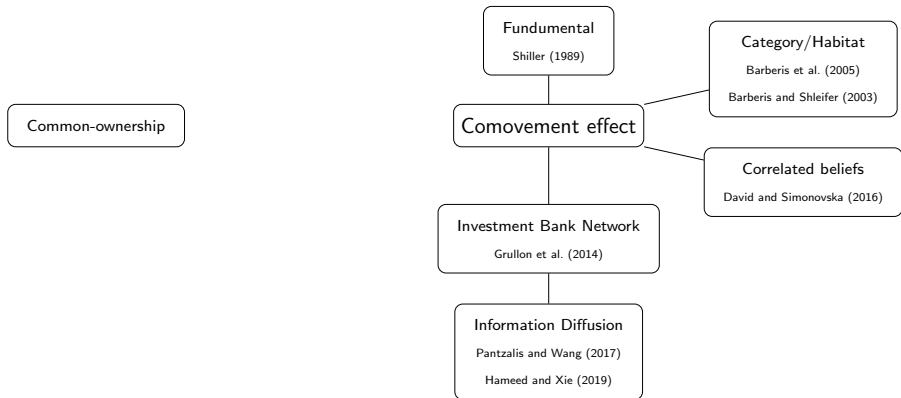 Fundumental
Shiller (1989)
Category/Habitat
Barberis et al. (2005)
Barberis and Shleifer (2003)
Common-ownership
Comovement effect
Correlated beliefs
David and Simonovska (2016)
Investment Bank Network
Grullon et al. (2014)
Information Diffusion
Pantzalis and Wang (2017)
Hameed and Xie (2019)